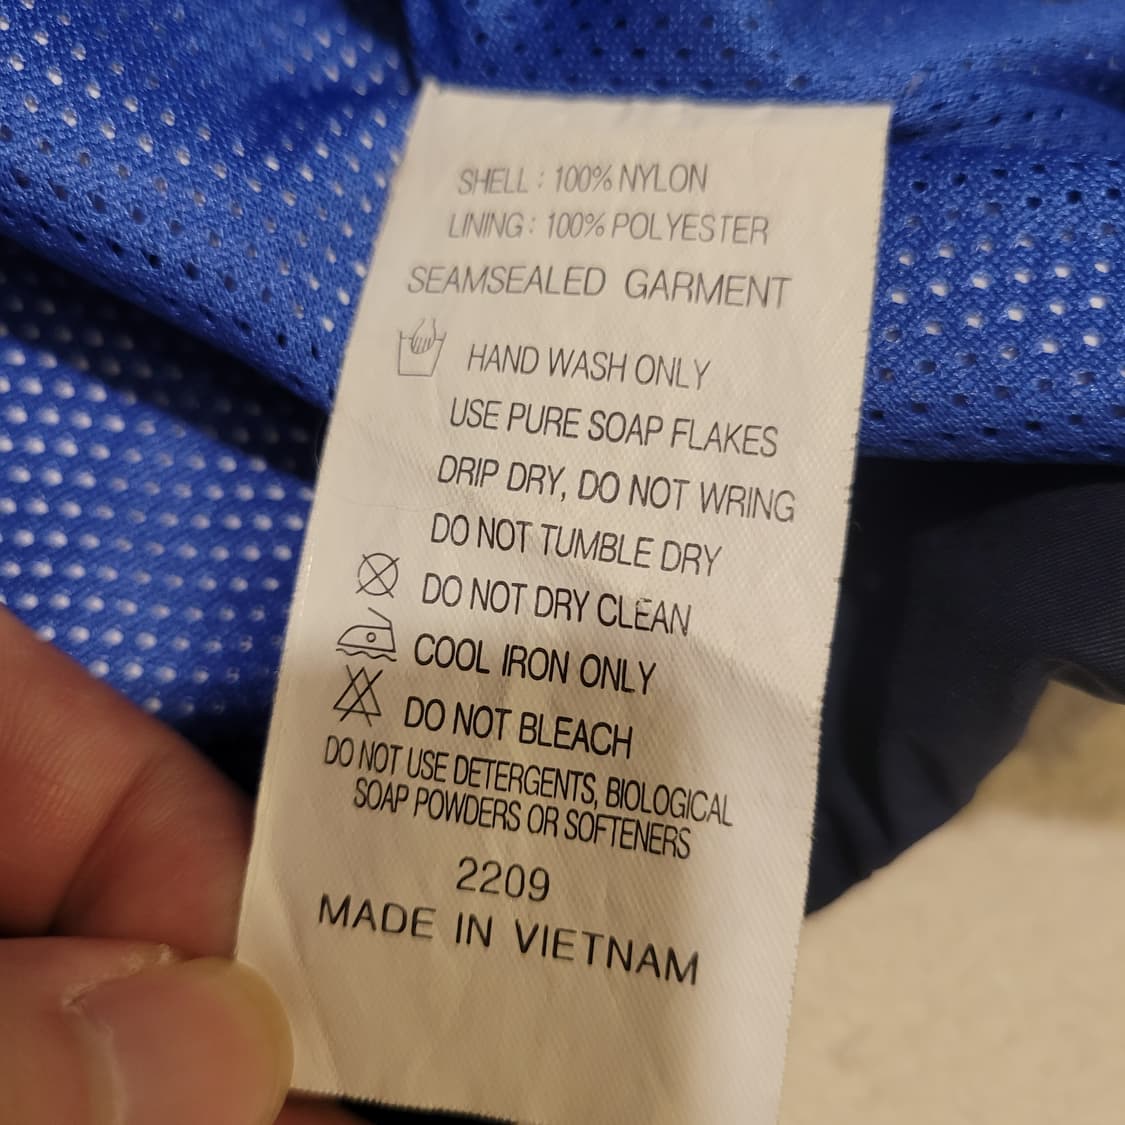 SHELL : 100% NYLON
LINING : 100% POLYESTER
SEAMSEALED GARMENT
HAND WASH ONLY
USE PURE SOAP FLAKES
DRIP DRY, DO NOT WRING
DO NOT TUMBLE DRY
DO NOT DRY CLEAN
COOL IRON ONLY
DO NOT BLEACH
DO NOT USE DETERGENTS, BIOLOGICAL
SOAP POWDERS OR SOFTENERS
2209
MADE IN VIETNAM